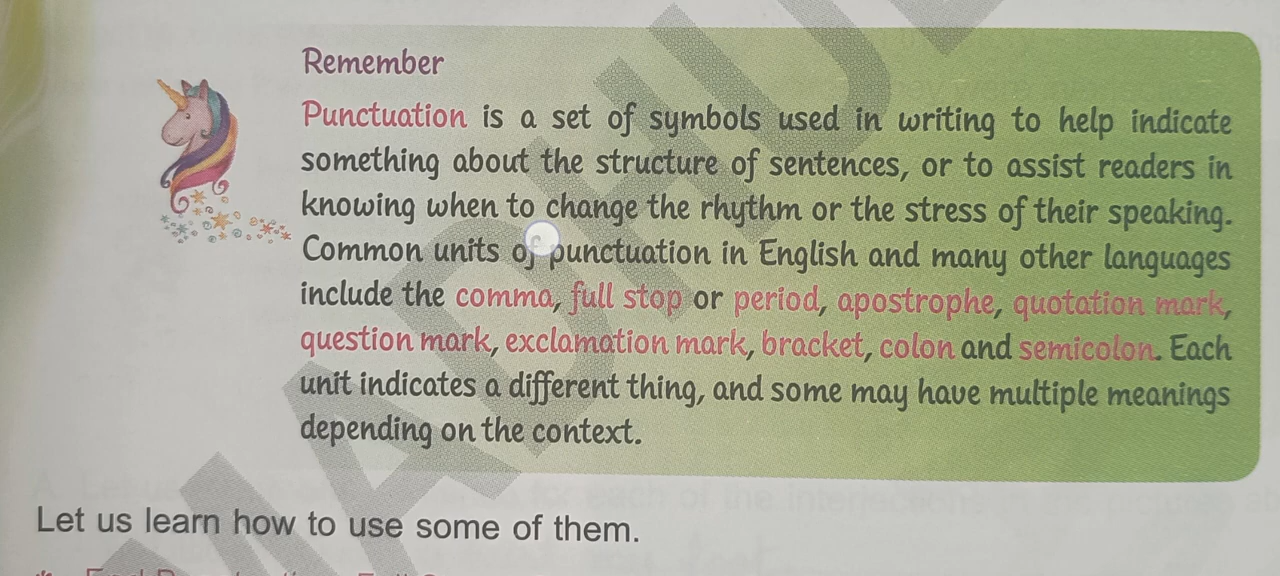 Remember
Punctuation is a set of symbols used in writing to help indicate
something about the structure of sentences, or to assist readers in
knowing when to change the rhythm or the stress of their speaking.
Common units of punctuation in English and many other languages
include the comma, full stop or period, apostrophe, quotation mark,
question mark, exclamation mark, bracket, colon and semicolon. Each
unit indicates a different thing, and some may have multiple meanings
depending on the context.
Let us learn how to use some of them.